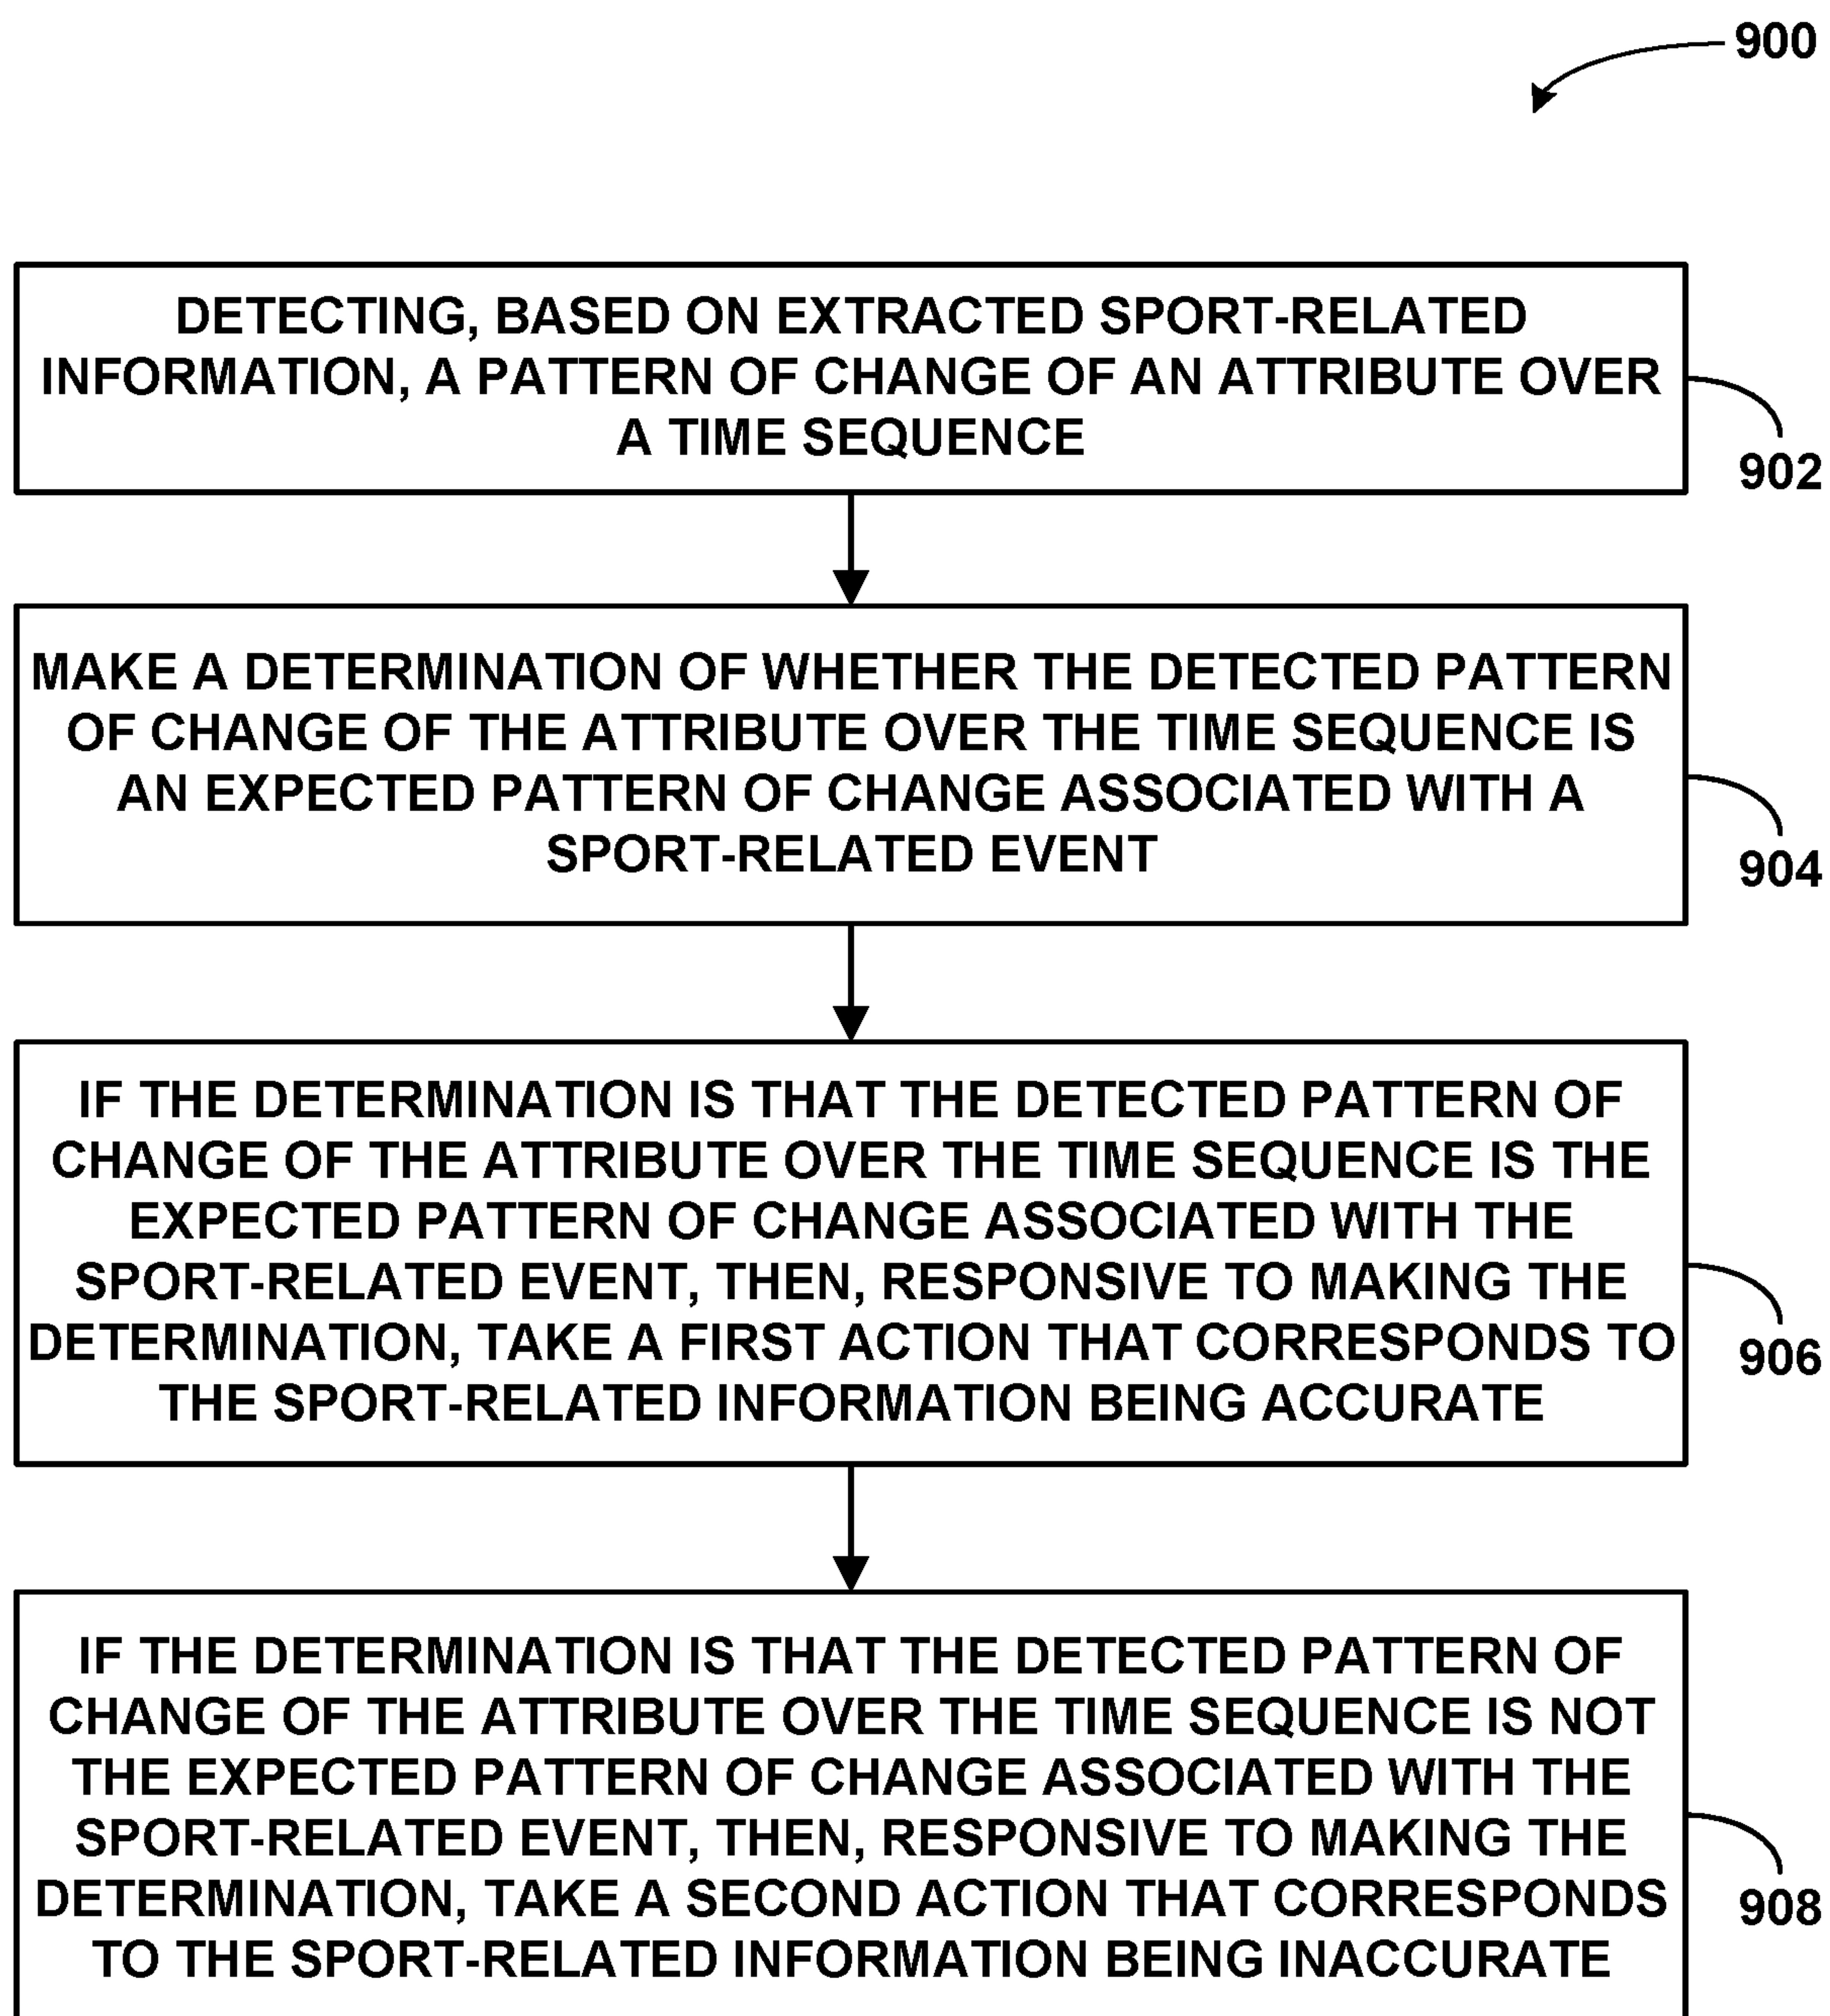 900
DETECTING, BASED ON EXTRACTED SPORT-RELATED
INFORMATION, A PATTERN OF CHANGE OF AN ATTRIBUTE OVER
A TIME SEQUENCE
902
MAKE A DETERMINATION OF WHETHER THE DETECTED PATTERN
OF CHANGE OF THE ATTRIBUTE OVER THE TIME SEQUENCE IS
AN EXPECTED PATTERN OF CHANGE ASSOCIATED WITH A
SPORT-RELATED EVENT
904
IF THE DETERMINATION IS THAT THE DETECTED PATTERN OF
CHANGE OF THE ATTRIBUTE OVER THE TIME SEQUENCE IS THE
EXPECTED PATTERN OF CHANGE ASSOCIATED WITH THE
SPORT-RELATED EVENT, THEN, RESPONSIVE TO MAKING THE
DETERMINATION, TAKE A FIRST ACTION THAT CORRESPONDS TO
THE SPORT-RELATED INFORMATION BEING ACCURATE
906
IF THE DETERMINATION IS THAT THE DETECTED PATTERN OF
CHANGE OF THE ATTRIBUTE OVER THE TIME SEQUENCE IS NOT
THE EXPECTED PATTERN OF CHANGE ASSOCIATED WITH THE
SPORT-RELATED EVENT, THEN, RESPONSIVE TO MAKING THE
DETERMINATION, TAKE A SECOND ACTION THAT CORRESPONDS
TO THE SPORT-RELATED INFORMATION BEING INACCURATE
908